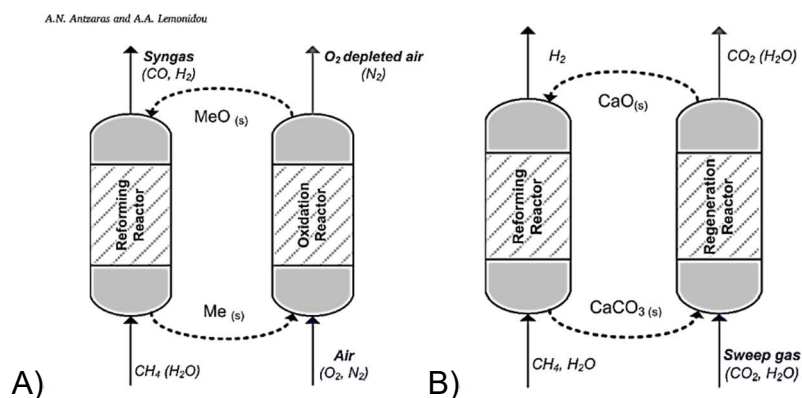 A.N. Antzaras and A.A. Lemonidou
Syngas
(CO, H₂)
O₂ depleted air
(N₂)
MeO (s)
Reforming
Reactor
Oxidation
Reactor
Me (s)
CH₄ (H₂O)
Air
(O₂, N₂)
A)
H₂
CO₂ (H₂O)
CaO(s)
Reforming
Reactor
Regeneration
Reactor
CaCO₃(s)
CH₄, H₂O
Sweep gas
(CO₂, H₂O)
B)